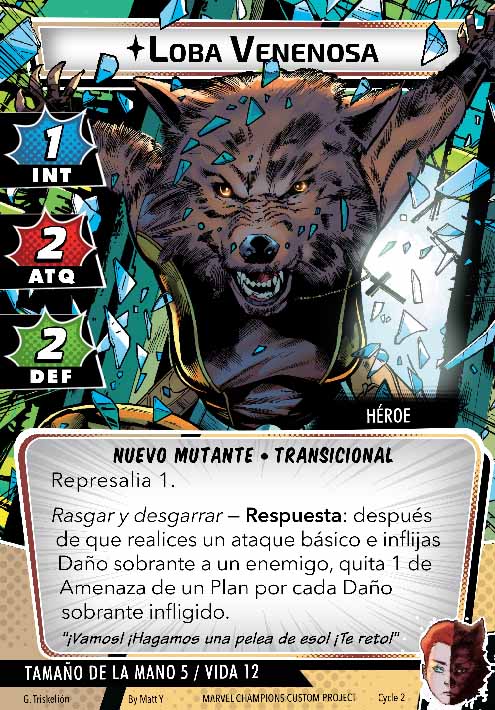 LOBA VENENOSA
1
INT
2
ATQ
2
DEF
HÉROE
NUEVO MUTANTE • TRANSICIONAL
Represalia 1.
Rasgar y desgarrar – Respuesta: después
de que realices un ataque básico e inflijas
Daño sobrante a un enemigo, quita 1 de
Amenaza de un Plan por cada Daño
sobrante infligido.
"¡Vamos! ¡Hagamos una pelea de eso! ¡Te reto!"
TAMAÑO DE LA MANO 5 / VIDA 12
G. Triskelión By Matt Y MARVEL CHAMPIONS CUSTOM PROJECT Cycle 2